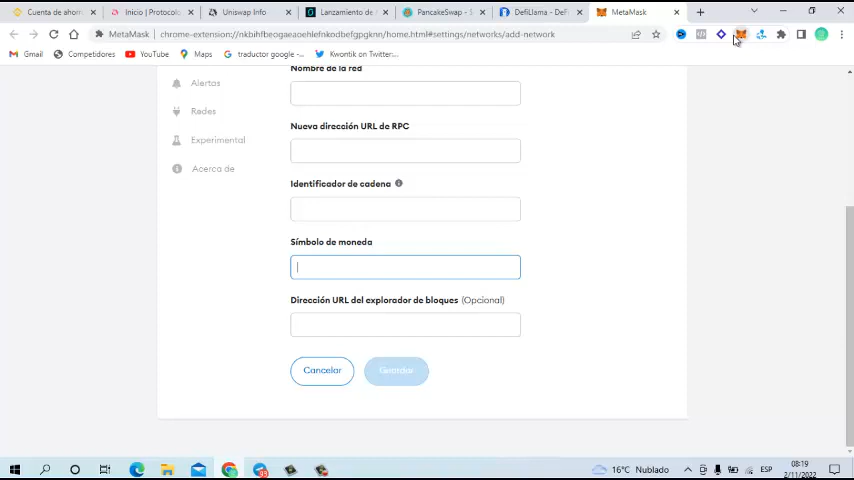 Cuenta de ahorr
Inicio | Protocolo
Uniswap Info
Lanzamiento de
PancakeSwap - S
DefiLlama - DeF
MetaMask
MetaMask
chrome-extension://nkbihfbeogaeaoehlefnkodbefgpgknn/home.html#settings/networks/add-network
Gmail
Competidores
YouTube
Maps
traductor google -...
Kwontik on Twitter:...
Nombre de la red
Alertas
Redes
Nueva dirección URL de RPC
Experimental
Acerca de
Identificador de cadena
Símbolo de moneda
Dirección URL del explorador de bloques (Opcional)
Cancelar
Guardar
16°C Nublado
ESP
08:19
2/11/2022